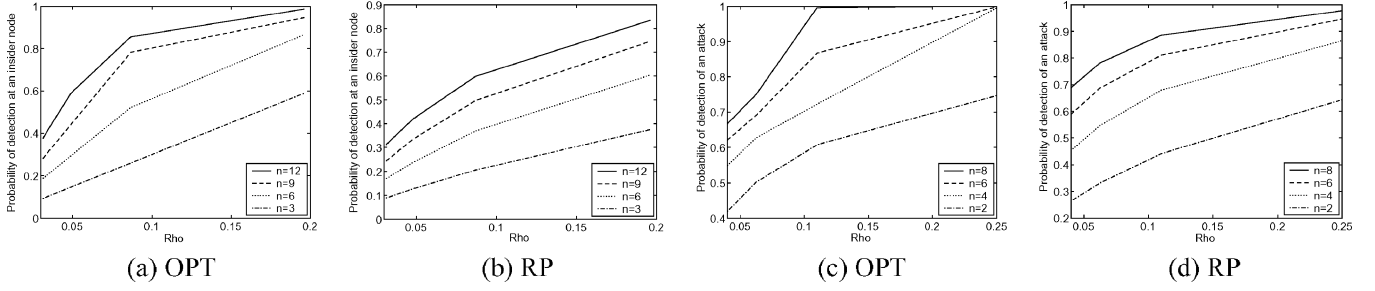 Probability of detection at an insider node
1
0.8
0.6
0.4
0.2
0
0.05
0.1
0.15
0.2
Rho
n=12
n=9
n=6
n=3
(a) OPT
Probability of detection at an insider node
0.9
0.8
0.7
0.6
0.5
0.4
0.3
0.2
0.1
0
0.05
0.1
0.15
0.2
Rho
n=12
n=9
n=6
n=3
(b) RP
Probability of detection of an attack
1
0.9
0.8
0.7
0.6
0.5
0.4
0.05
0.1
0.15
0.2
0.25
Rho
n=8
n=6
n=4
n=2
(c) OPT
Probability of detection of an attack
1
0.9
0.8
0.7
0.6
0.5
0.4
0.3
0.2
0.05
0.1
0.15
0.2
0.25
Rho
n=8
n=6
n=4
n=2
(d) RP